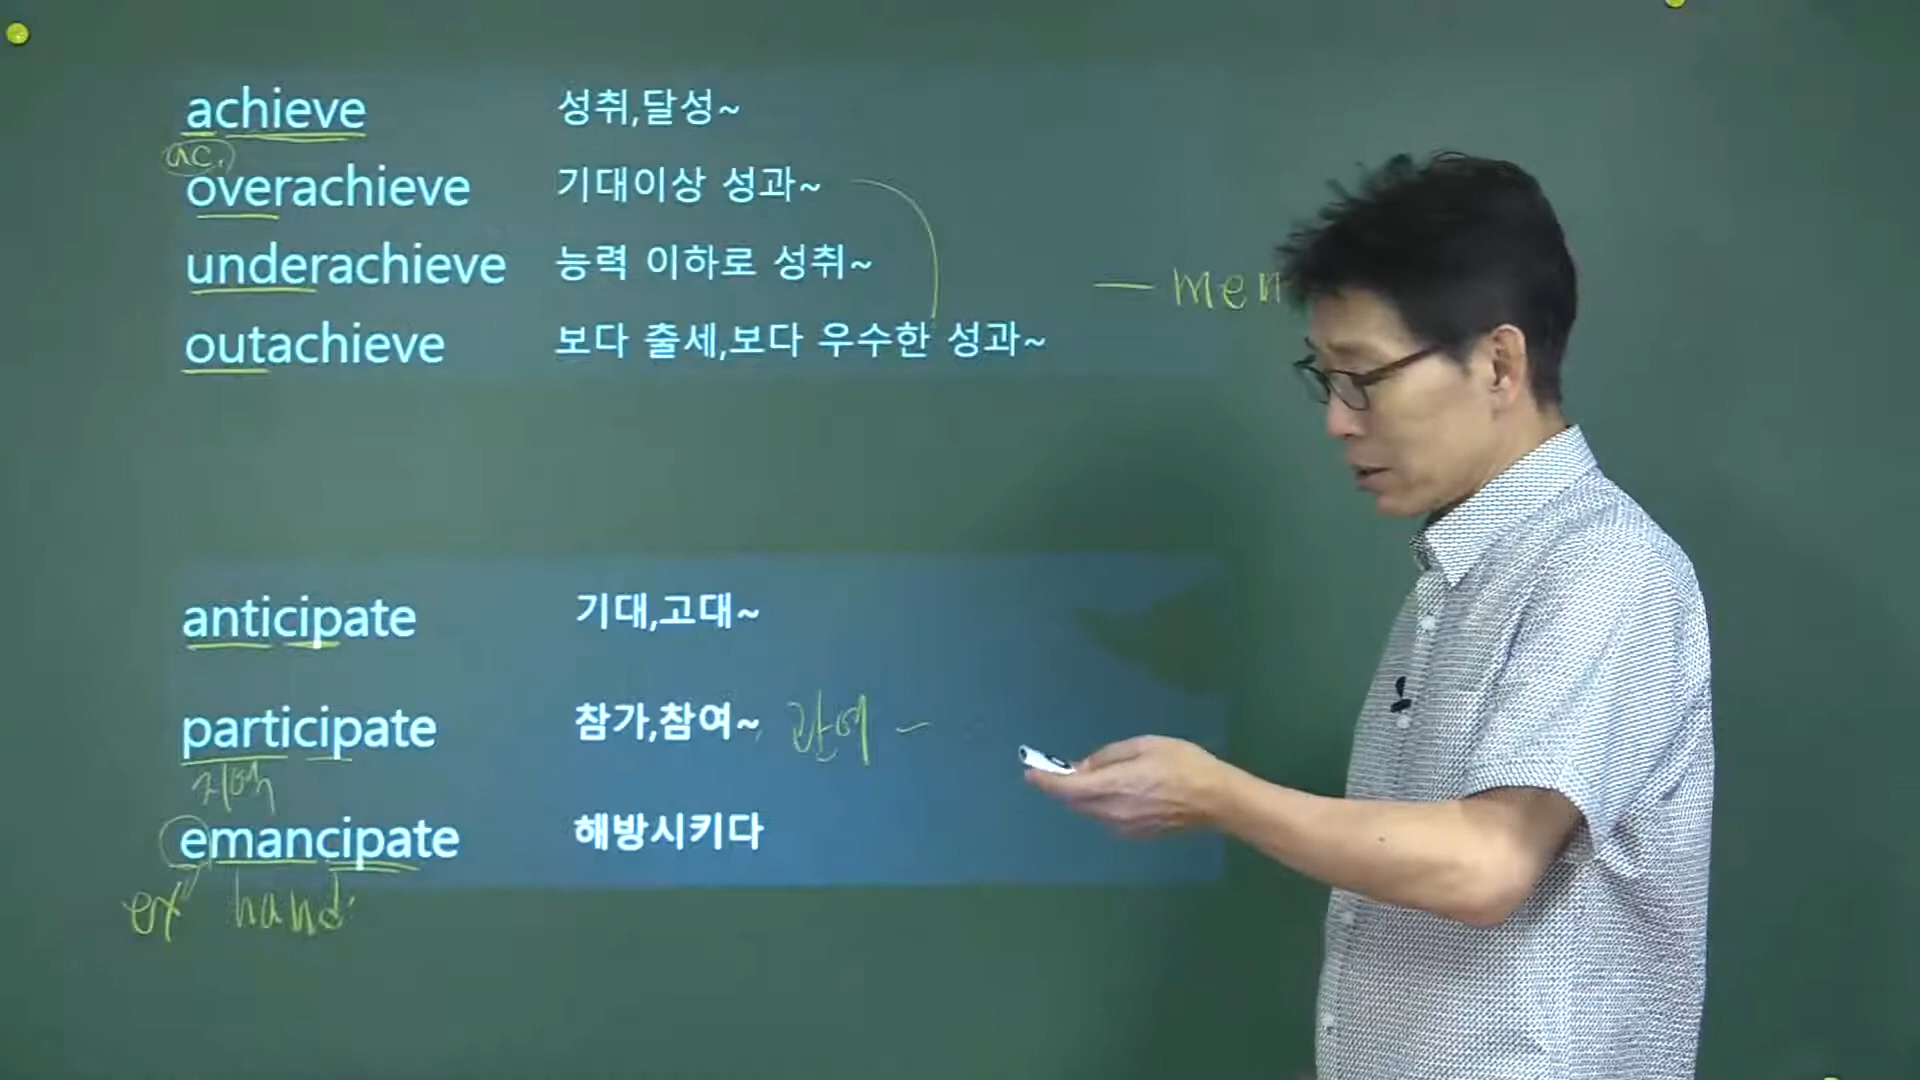 achieve 성취,달성~
ac.
overachieve 기대이상 성과~
underachieve 능력 이하로 성취~
— men
outachieve 보다 출세,보다 우수한 성과~
anticipate 기대,고대~
participate 참가,참여~ 관여 ~
emancipate 해방시키다
ex hand